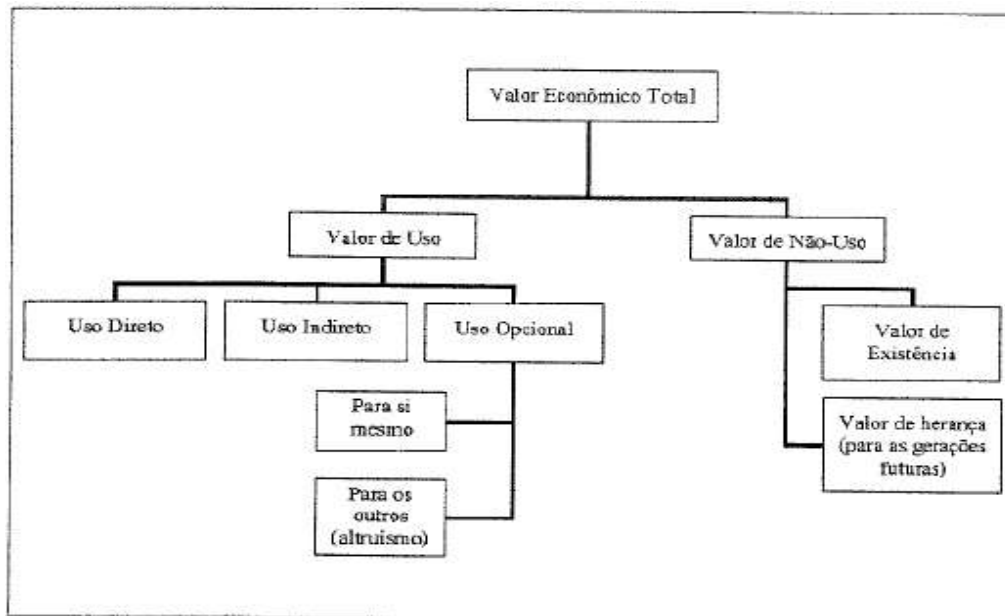 Valor Econômico Total
Valor de Uso
Valor de Não-Uso
Uso Direto
Uso Indireto
Uso Opcional
Valor de
Existência
Para si
mesmo
Valor de herança
(para as gerações
futuras)
Para os
outros
(altruismo)